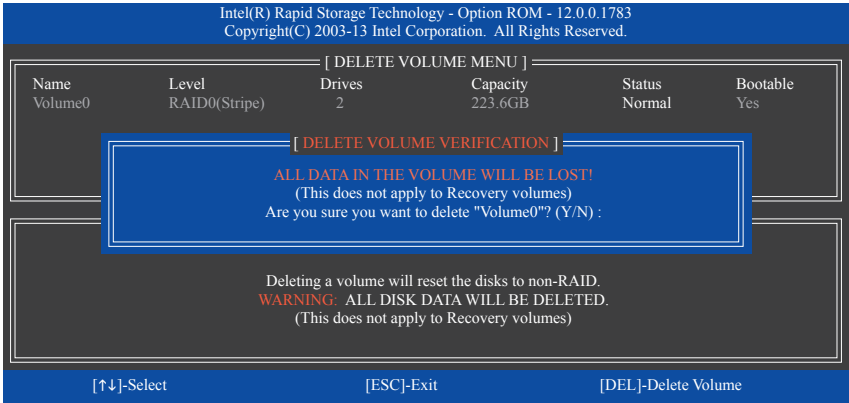 Intel(R) Rapid Storage Technology - Option ROM - 12.0.0.1783
Copyright(C) 2003-13 Intel Corporation. All Rights Reserved.
[ DELETE VOLUME MENU ]
Name Level Drives Capacity Status Bootable
Volume0 RAID0(Stripe) 2 223.6GB Normal Yes
[ DELETE VOLUME VERIFICATION ]
ALL DATA IN THE VOLUME WILL BE LOST!
(This does not apply to Recovery volumes)
Are you sure you want to delete "Volume0"? (Y/N) :
Deleting a volume will reset the disks to non-RAID.
WARNING: ALL DISK DATA WILL BE DELETED.
(This does not apply to Recovery volumes)
[↑↓]-Select [ESC]-Exit [DEL]-Delete Volume